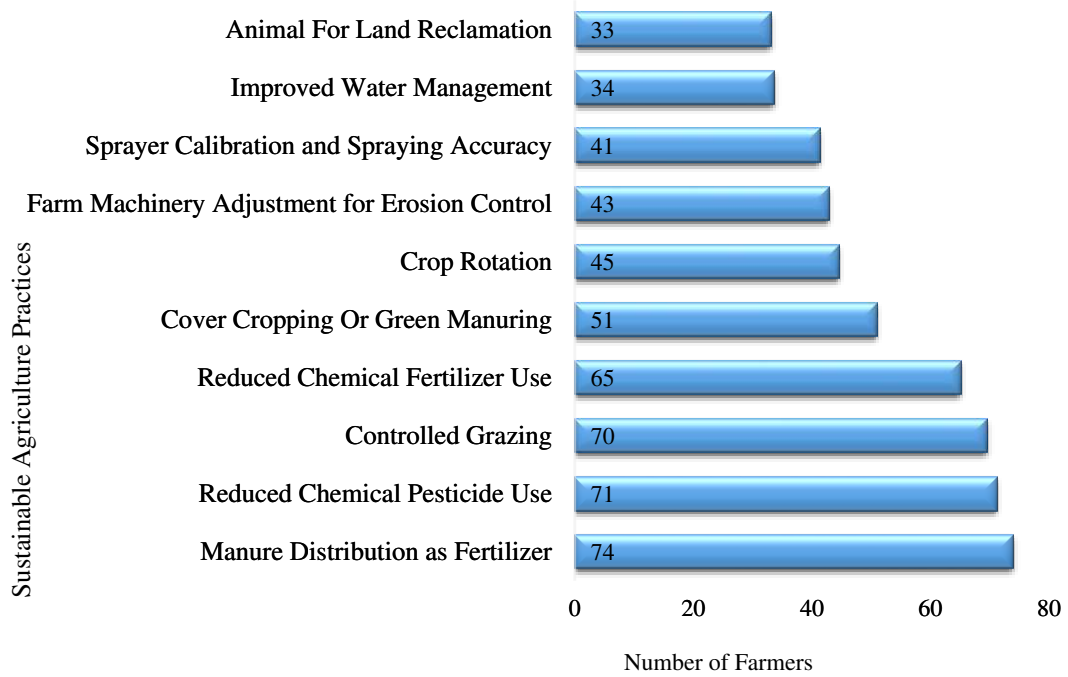 Animal For Land Reclamation 33
Improved Water Management 34
Sprayer Calibration and Spraying Accuracy 41
Farm Machinery Adjustment for Erosion Control 43
Crop Rotation 45
Cover Cropping Or Green Manuring 51
Reduced Chemical Fertilizer Use 65
Controlled Grazing 70
Reduced Chemical Pesticide Use 71
Manure Distribution as Fertilizer 74
Sustainable Agriculture Practices
0 20 40 60 80
Number of Farmers